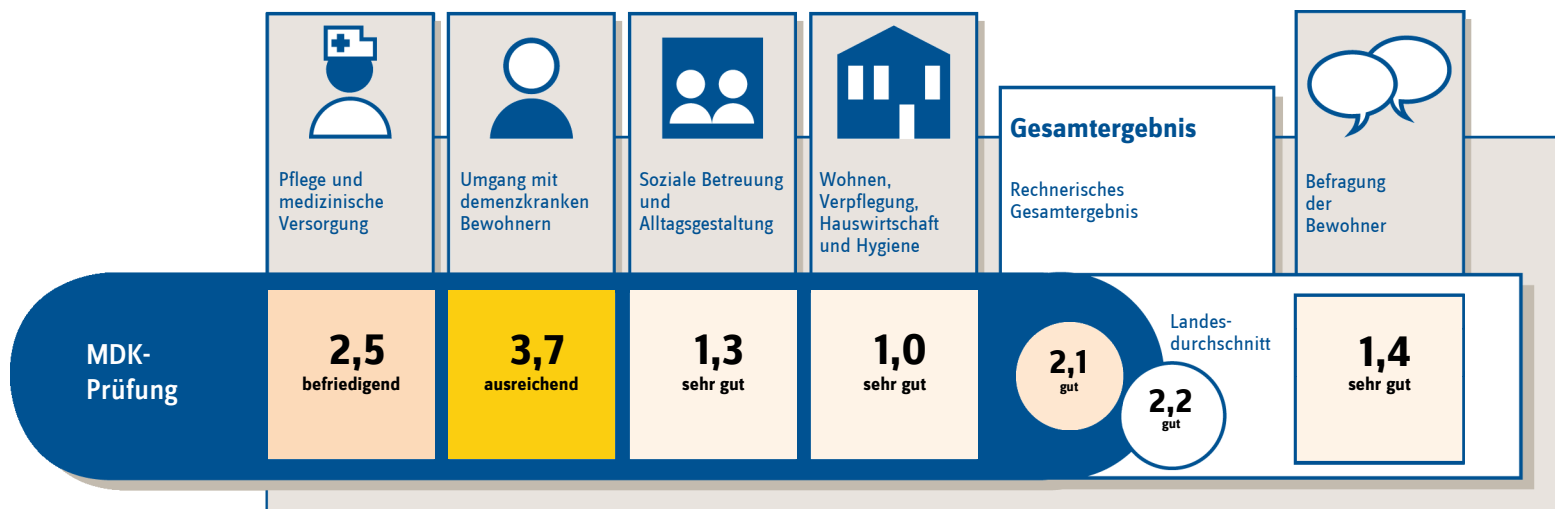 Pflege und
medizinische
Versorgung
Umgang mit
demenzkranken
Bewohnern
Soziale Betreuung
und
Alltagsgestaltung
Wohnen,
Verpflegung,
Hauswirtschaft
und Hygiene
Gesamtergebnis
Rechnerisches
Gesamtergebnis
Befragung
der
Bewohner
MDK-
Prüfung
2,5
befriedigend
3,7
ausreichend
1,3
sehr gut
1,0
sehr gut
2,1
gut
Landes-
durchschnitt
2,2
gut
1,4
sehr gut